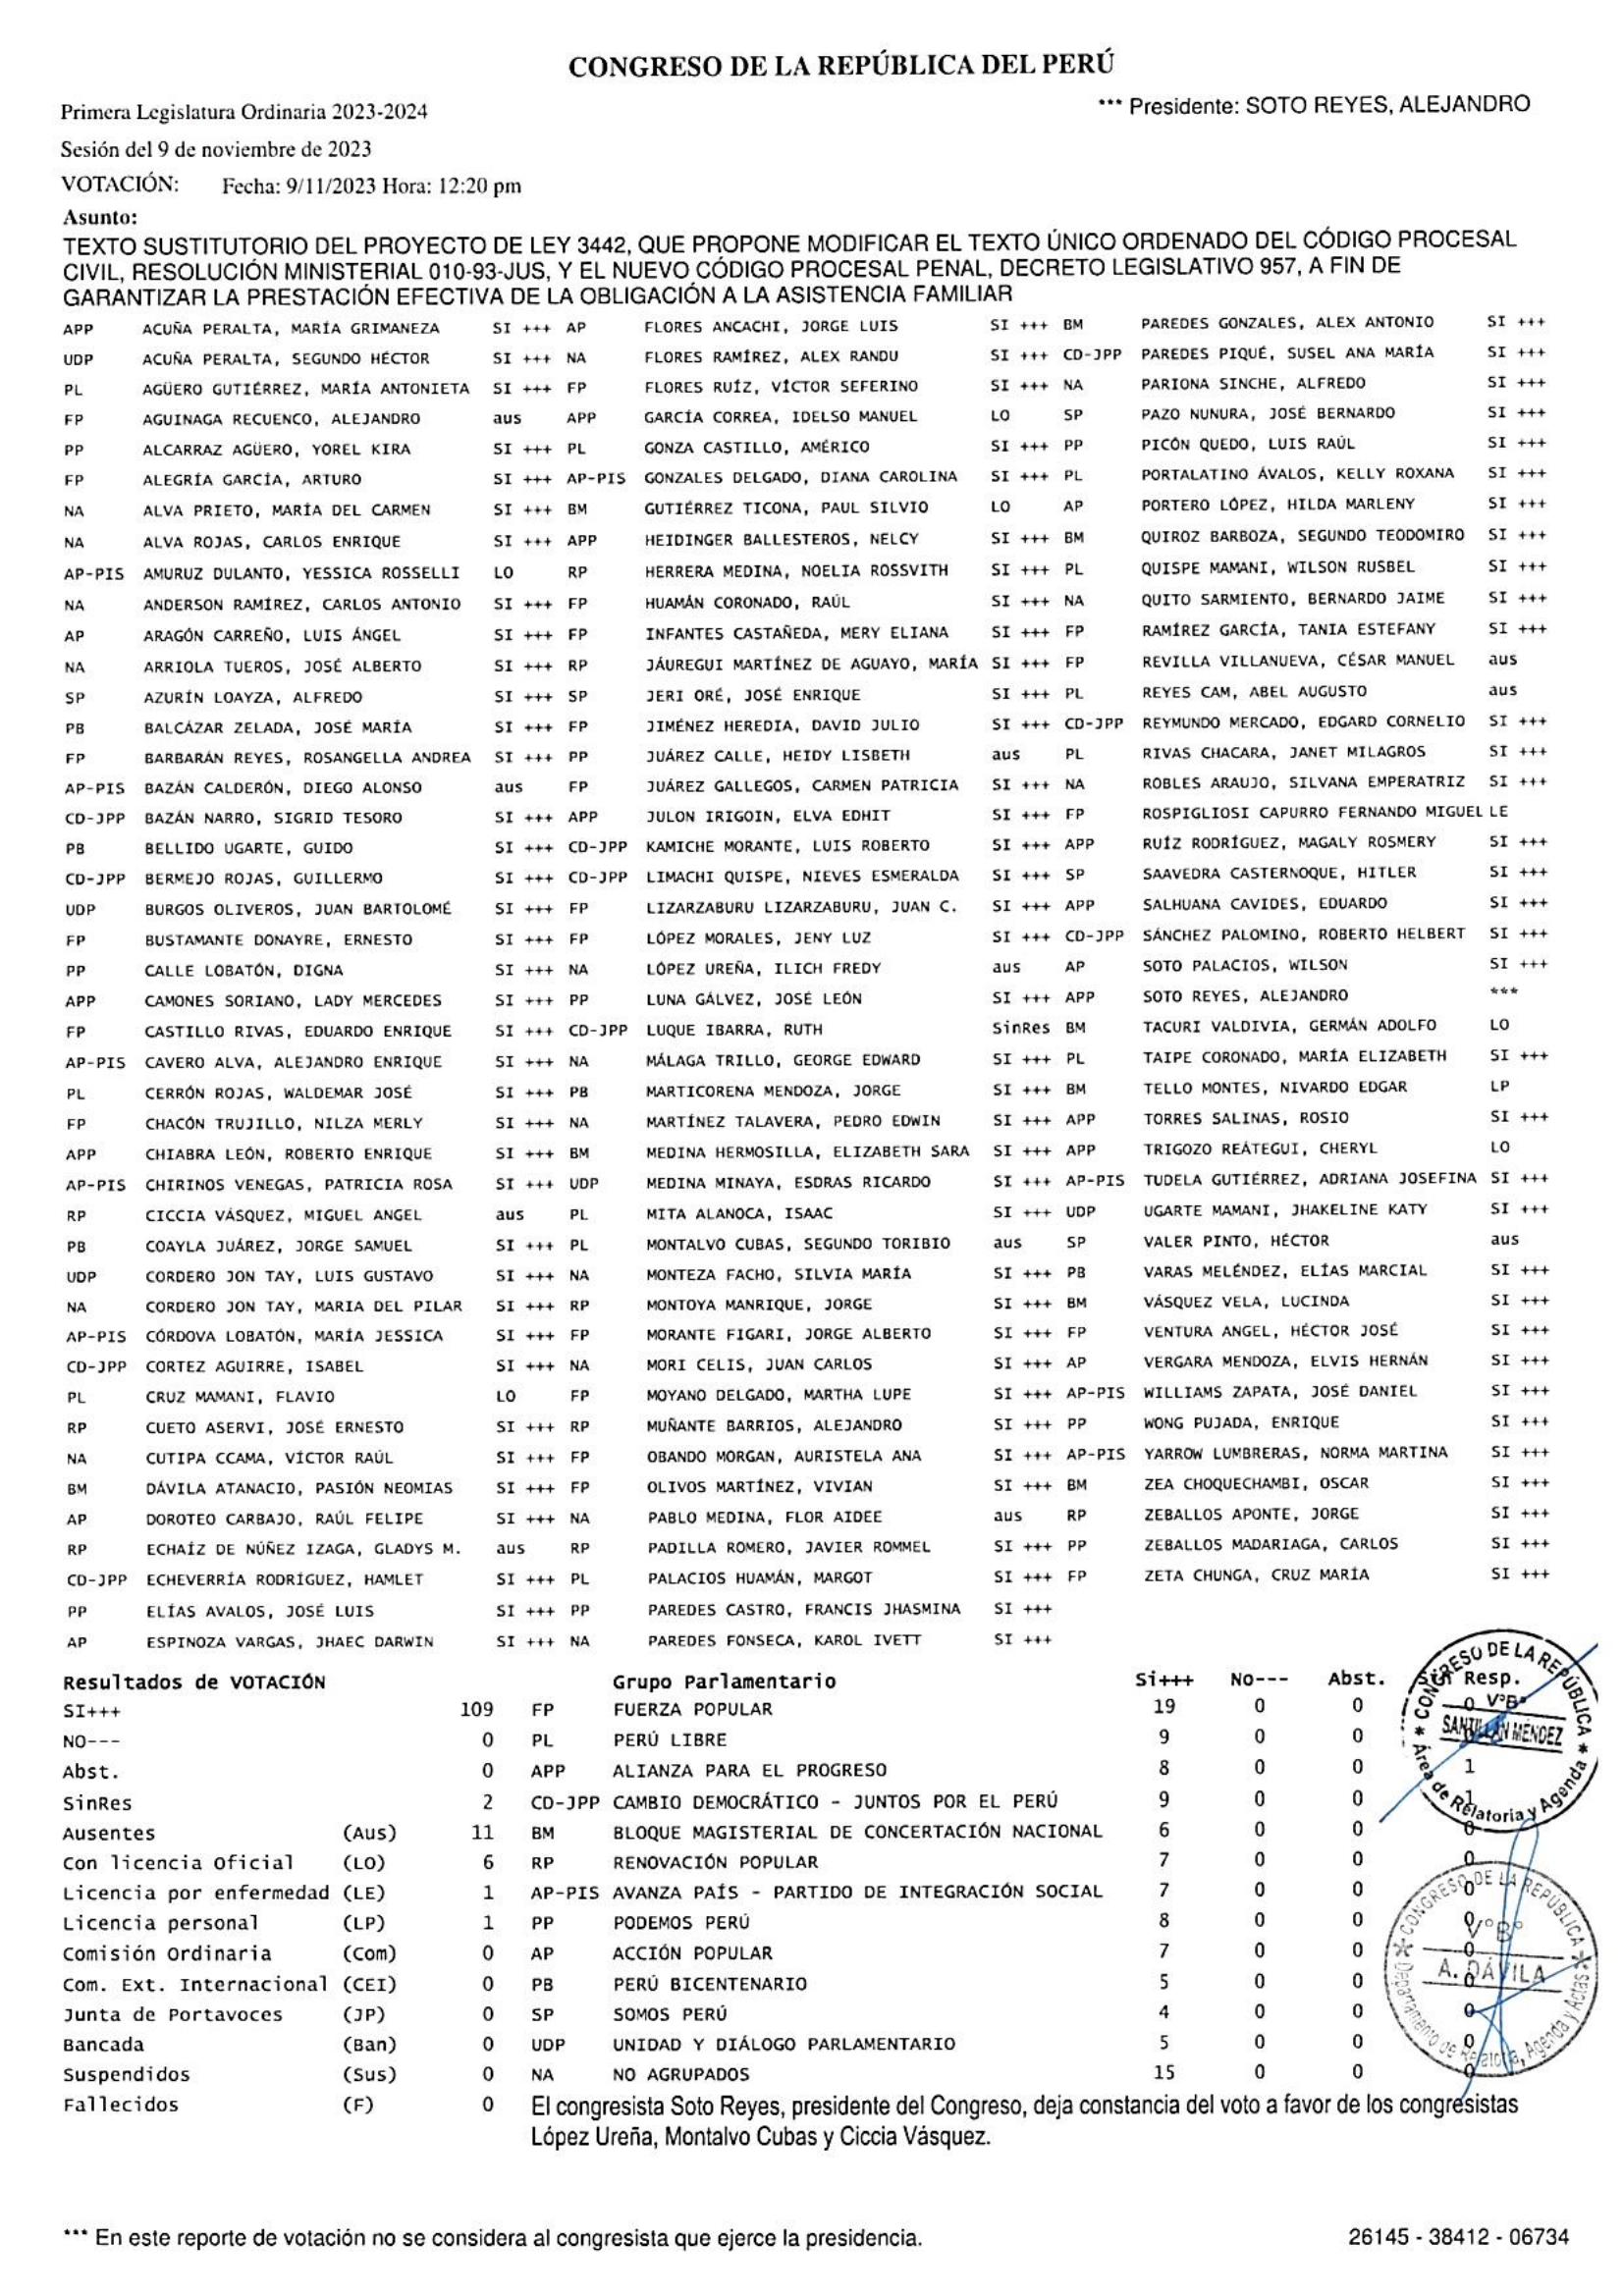 CONGRESO DE LA REPÚBLICA DEL PERÚ
Primera Legislatura Ordinaria 2023-2024
*** Presidente: SOTO REYES, ALEJANDRO
Sesión del 9 de noviembre de 2023
VOTACIÓN: Fecha: 9/11/2023 Hora: 12:20 pm
Asunto:
TEXTO SUSTITUTORIO DEL PROYECTO DE LEY 3442, QUE PROPONE MODIFICAR EL TEXTO ÚNICO ORDENADO DEL CÓDIGO PROCESAL
CIVIL, RESOLUCIÓN MINISTERIAL 010-93-JUS, Y EL NUEVO CÓDIGO PROCESAL PENAL, DECRETO LEGISLATIVO 957, A FIN DE
GARANTIZAR LA PRESTACIÓN EFECTIVA DE LA OBLIGACIÓN A LA ASISTENCIA FAMILIAR
APP ACUÑA PERALTA, MARÍA GRIMANEZA SI +++ AP FLORES ANCACHI, JORGE LUIS SI +++ BM PAREDES GONZALES, ALEX ANTONIO SI +++
UDP ACUÑA PERALTA, SEGUNDO HÉCTOR SI +++ NA FLORES RAMÍREZ, ALEX RANDU SI +++ CD-JPP PAREDES PIQUÉ, SUSEL ANA MARÍA SI +++
PL AGÜERO GUTIÉRREZ, MARÍA ANTONIETA SI +++ FP FLORES RUÍZ, VÍCTOR SEFERINO SI +++ NA PARIONA SINCHE, ALFREDO SI +++
FP AGUINAGA RECUENCO, ALEJANDRO aus APP GARCÍA CORREA, IDELSO MANUEL LO SP PAZO NUNURA, JOSÉ BERNARDO SI +++
PP ALCARRAZ AGÜERO, YOREL KIRA SI +++ PL GONZA CASTILLO, AMÉRICO SI +++ PP PICÓN QUEDO, LUIS RAÚL SI +++
FP ALEGRÍA GARCÍA, ARTURO SI +++ AP-PIS GONZALES DELGADO, DIANA CAROLINA SI +++ PL PORTALATINO ÁVALOS, KELLY ROXANA SI +++
NA ALVA PRIETO, MARÍA DEL CARMEN SI +++ BM GUTIÉRREZ TICONA, PAUL SILVIO LO AP PORTERO LÓPEZ, HILDA MARLENY SI +++
NA ALVA ROJAS, CARLOS ENRIQUE SI +++ APP HEIDINGER BALLESTEROS, NELCY SI +++ BM QUIROZ BARBOZA, SEGUNDO TEODOMIRO SI +++
AP-PIS AMURUZ DULANTO, YESSICA ROSSELLI LO RP HERRERA MEDINA, NOELIA ROSSVITH SI +++ PL QUISPE MAMANI, WILSON RUSBEL SI +++
NA ANDERSON RAMÍREZ, CARLOS ANTONIO SI +++ FP HUAMÁN CORONADO, RAÚL SI +++ NA QUITO SARMIENTO, BERNARDO JAIME SI +++
AP ARAGÓN CARREÑO, LUIS ÁNGEL SI +++ FP INFANTES CASTAÑEDA, MERY ELIANA SI +++ FP RAMÍREZ GARCÍA, TANIA ESTEFANY SI +++
NA ARRIOLA TUEROS, JOSÉ ALBERTO SI +++ RP JÁUREGUI MARTÍNEZ DE AGUAYO, MARÍA SI +++ FP REVILLA VILLANUEVA, CÉSAR MANUEL aus
SP AZURÍN LOAYZA, ALFREDO SI +++ SP JERI ORÉ, JOSÉ ENRIQUE SI +++ PL REYES CAM, ABEL AUGUSTO aus
PB BALCÁZAR ZELADA, JOSÉ MARÍA SI +++ FP JIMÉNEZ HEREDIA, DAVID JULIO SI +++ CD-JPP REYMUNDO MERCADO, EDGARD CORNELIO SI +++
FP BARBARÁN REYES, ROSANGELLA ANDREA SI +++ PP JUÁREZ CALLE, HEIDY LISBETH aus PL RIVAS CHACARA, JANET MILAGROS SI +++
AP-PIS BAZÁN CALDERÓN, DIEGO ALONSO aus FP JUÁREZ GALLEGOS, CARMEN PATRICIA SI +++ NA ROBLES ARAUJO, SILVANA EMPERATRIZ SI +++
CD-JPP BAZÁN NARRO, SIGRID TESORO SI +++ APP JULON IRIGOIN, ELVA EDHIT SI +++ FP ROSPIGLIOSI CAPURRO FERNANDO MIGUEL LE
PB BELLIDO UGARTE, GUIDO SI +++ CD-JPP KAMICHE MORANTE, LUIS ROBERTO SI +++ APP RUÍZ RODRÍGUEZ, MAGALY ROSMERY SI +++
CD-JPP BERMEJO ROJAS, GUILLERMO SI +++ CD-JPP LIMACHI QUISPE, NIEVES ESMERALDA SI +++ SP SAAVEDRA CASTERNOQUE, HITLER SI +++
UDP BURGOS OLIVEROS, JUAN BARTOLOMÉ SI +++ FP LIZARZABURU LIZARZABURU, JUAN C. SI +++ APP SALHUANA CAVIDES, EDUARDO SI +++
FP BUSTAMANTE DONAYRE, ERNESTO SI +++ FP LÓPEZ MORALES, JENY LUZ SI +++ CD-JPP SÁNCHEZ PALOMINO, ROBERTO HELBERT SI +++
PP CALLE LOBATÓN, DIGNA SI +++ NA LÓPEZ UREÑA, ILICH FREDY aus AP SOTO PALACIOS, WILSON SI +++
APP CAMONES SORIANO, LADY MERCEDES SI +++ PP LUNA GÁLVEZ, JOSÉ LEÓN SI +++ APP SOTO REYES, ALEJANDRO ***
FP CASTILLO RIVAS, EDUARDO ENRIQUE SI +++ CD-JPP LUQUE IBARRA, RUTH SinRes BM TACURI VALDIVIA, GERMÁN ADOLFO LO
AP-PIS CAVERO ALVA, ALEJANDRO ENRIQUE SI +++ NA MÁLAGA TRILLO, GEORGE EDWARD SI +++ PL TAIPE CORONADO, MARÍA ELIZABETH SI +++
PL CERRÓN ROJAS, WALDEMAR JOSÉ SI +++ PB MARTICORENA MENDOZA, JORGE SI +++ BM TELLO MONTES, NIVARDO EDGAR LP
FP CHACÓN TRUJILLO, NILZA MERLY SI +++ NA MARTÍNEZ TALAVERA, PEDRO EDWIN SI +++ APP TORRES SALINAS, ROSIO SI +++
APP CHIABRA LEÓN, ROBERTO ENRIQUE SI +++ BM MEDINA HERMOSILLA, ELIZABETH SARA SI +++ APP TRIGOZO REÁTEGUI, CHERYL LO
AP-PIS CHIRINOS VENEGAS, PATRICIA ROSA SI +++ UDP MEDINA MINAYA, ESDRAS RICARDO SI +++ AP-PIS TUDELA GUTIÉRREZ, ADRIANA JOSEFINA SI +++
RP CICCIA VÁSQUEZ, MIGUEL ANGEL aus PL MITA ALANOCA, ISAAC SI +++ UDP UGARTE MAMANI, JHAKELINE KATY SI +++
PB COAYLA JUÁREZ, JORGE SAMUEL SI +++ PL MONTALVO CUBAS, SEGUNDO TORIBIO aus SP VALER PINTO, HÉCTOR aus
UDP CORDERO JON TAY, LUIS GUSTAVO SI +++ NA MONTEZA FACHO, SILVIA MARÍA SI +++ PB VARAS MELÉNDEZ, ELÍAS MARCIAL SI +++
NA CORDERO JON TAY, MARIA DEL PILAR SI +++ RP MONTOYA MANRIQUE, JORGE SI +++ BM VÁSQUEZ VELA, LUCINDA SI +++
AP-PIS CÓRDOVA LOBATÓN, MARÍA JESSICA SI +++ FP MORANTE FIGARI, JORGE ALBERTO SI +++ FP VENTURA ANGEL, HÉCTOR JOSÉ SI +++
CD-JPP CORTEZ AGUIRRE, ISABEL SI +++ NA MORI CELIS, JUAN CARLOS SI +++ AP VERGARA MENDOZA, ELVIS HERNÁN SI +++
PL CRUZ MAMANI, FLAVIO LO FP MOYANO DELGADO, MARTHA LUPE SI +++ AP-PIS WILLIAMS ZAPATA, JOSÉ DANIEL SI +++
RP CUETO ASERVI, JOSÉ ERNESTO SI +++ RP MUÑANTE BARRIOS, ALEJANDRO SI +++ PP WONG PUJADA, ENRIQUE SI +++
NA CUTIPA CCAMA, VÍCTOR RAÚL SI +++ FP OBANDO MORGAN, AURISTELA ANA SI +++ AP-PIS YARROW LUMBRERAS, NORMA MARTINA SI +++
BM DÁVILA ATANACIO, PASIÓN NEOMIAS SI +++ FP OLIVOS MARTÍNEZ, VIVIAN SI +++ BM ZEA CHOQUECHAMBI, OSCAR SI +++
AP DOROTEO CARBAJO, RAÚL FELIPE SI +++ NA PABLO MEDINA, FLOR AIDEE aus RP ZEBALLOS APONTE, JORGE SI +++
RP ECHAÍZ DE NÚÑEZ IZAGA, GLADYS M. aus RP PADILLA ROMERO, JAVIER ROMMEL SI +++ PP ZEBALLOS MADARIAGA, CARLOS SI +++
CD-JPP ECHEVERRÍA RODRÍGUEZ, HAMLET SI +++ PL PALACIOS HUAMÁN, MARGOT SI +++ FP ZETA CHUNGA, CRUZ MARÍA SI +++
PP ELÍAS AVALOS, JOSÉ LUIS SI +++ PP PAREDES CASTRO, FRANCIS JHASMINA SI +++
AP ESPINOZA VARGAS, JHAEC DARWIN SI +++ NA PAREDES FONSECA, KAROL IVETT SI +++
Resultados de VOTACIÓN Grupo Parlamentario Si+++ No--- Abst. Sin Resp.
SI+++ 109 FP FUERZA POPULAR 19 0 0 0
NO--- 0 PL PERÚ LIBRE 9 0 0
Abst. 0 APP ALIANZA PARA EL PROGRESO 8 0 0 1
SinRes 2 CD-JPP CAMBIO DEMOCRÁTICO - JUNTOS POR EL PERÚ 9 0 0 1
Ausentes (Aus) 11 BM BLOQUE MAGISTERIAL DE CONCERTACIÓN NACIONAL 6 0 0 0
Con licencia Oficial (LO) 6 RP RENOVACIÓN POPULAR 7 0 0 0
Licencia por enfermedad (LE) 1 AP-PIS AVANZA PAÍS - PARTIDO DE INTEGRACIÓN SOCIAL 7 0 0 0
Licencia personal (LP) 1 PP PODEMOS PERÚ 8 0 0 0
Comisión Ordinaria (Com) 0 AP ACCIÓN POPULAR 7 0 0 0
Com. Ext. Internacional (CEI) 0 PB PERÚ BICENTENARIO 5 0 0 0
Junta de Portavoces (JP) 0 SP SOMOS PERÚ 4 0 0 0
Bancada (Ban) 0 UDP UNIDAD Y DIÁLOGO PARLAMENTARIO 5 0 0 0
Suspendidos (Sus) 0 NA NO AGRUPADOS 15 0 0 0
Fallecidos (F) 0
El congresista Soto Reyes, presidente del Congreso, deja constancia del voto a favor de los congresistas
López Ureña, Montalvo Cubas y Ciccia Vásquez.
CONGRESO DE LA REPÚBLICA
V°B°
SANTILLÁN MÉNDEZ
Área de Relatoría y Agenda
CONGRESO DE LA REPÚBLICA
V°B°
A. DÁVILA
Departamento de Relatoría, Agenda y Actas
*** En este reporte de votación no se considera al congresista que ejerce la presidencia.
26145 - 38412 - 06734